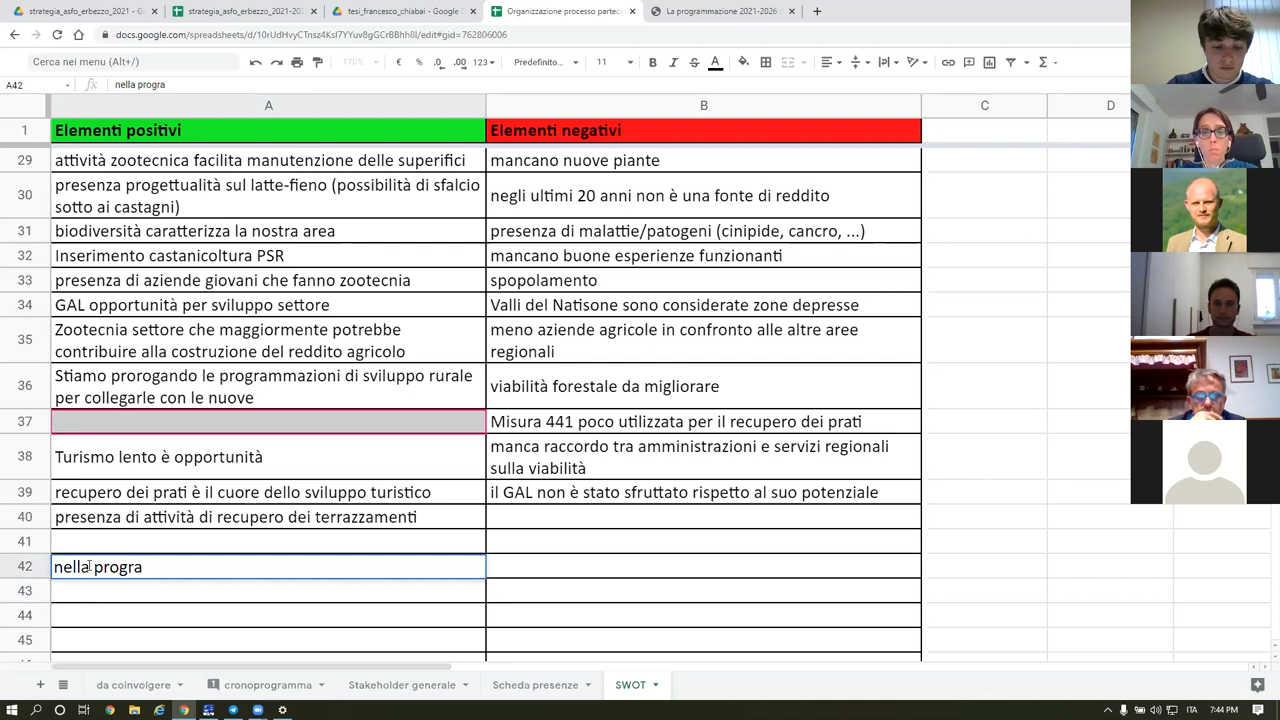 strategia_asfo_erbezzo_2021 - G
strategia_asfo_erbezzo_2021-202
tesi_francesco_chiabai - Google D
Organizzazione processo parteci
La programmazione 2021-2026 di
docs.google.com/spreadsheets/d/10rUdHvyCTnsz4KsI7YYuv8gGCrBBhh8I/edit#gid=762806006
Cerca nei menu (Alt+/)
170%
€
%
.0
.00
123
Predefinito...
11
B
I
S
A
A42
fx
nella progra
A
B
C
D
1
Elementi positivi
Elementi negativi
29
attività zootecnica facilita manutenzione delle superifici
mancano nuove piante
30
presenza progettualità sul latte-fieno (possibilità di sfalcio
sotto ai castagni)
negli ultimi 20 anni non è una fonte di reddito
31
biodiversità caratterizza la nostra area
presenza di malattie/patogeni (cinipide, cancro, ...)
32
Inserimento castanicoltura PSR
mancano buone esperienze funzionanti
33
presenza di aziende giovani che fanno zootecnia
spopolamento
34
GAL opportunità per sviluppo settore
Valli del Natisone sono considerate zone depresse
35
Zootecnia settore che maggiormente potrebbe
contribuire alla costruzione del reddito agricolo
meno aziende agricole in confronto alle altre aree
regionali
36
Stiamo prorogando le programmazioni di sviluppo rurale
per collegarle con le nuove
viabilità forestale da migliorare
37
Misura 441 poco utilizzata per il recupero dei prati
38
Turismo lento è opportunità
manca raccordo tra amministrazioni e servizi regionali
sulla viabilità
39
recupero dei prati è il cuore dello sviluppo turistico
il GAL non è stato sfruttato rispetto al suo potenziale
40
presenza di attività di recupero dei terrazzamenti
41
42
nella progra
43
44
45
da coinvolgere
cronoprogramma
Stakeholder generale
Scheda presenze
SWOT
ITA
7:44 PM